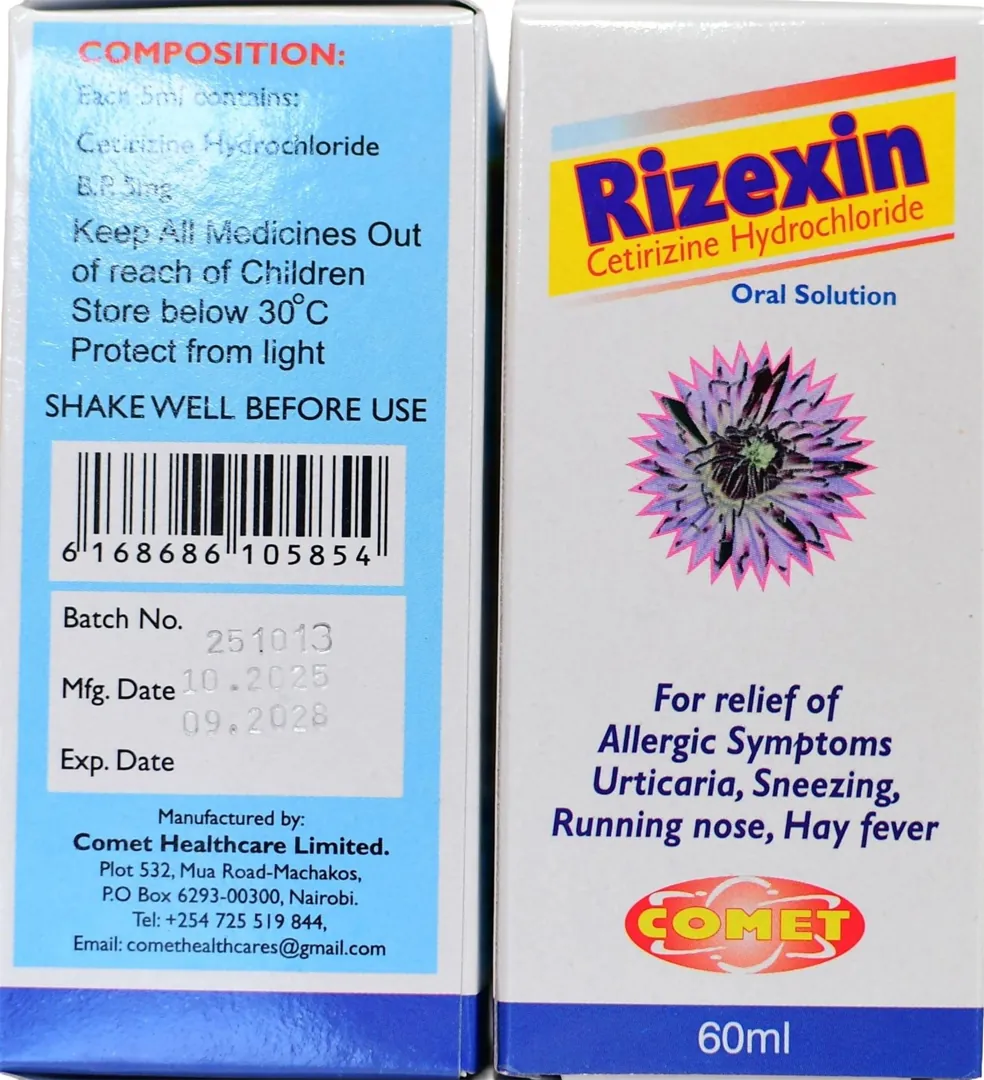 COMPOSITION:
Each 5ml contains:
Cetirizine Hydrochloride
B.P. 5mg
Keep All Medicines Out
of reach of Children
Store below 30°C
Protect from light
SHAKE WELL BEFORE USE
6 168686 105854
Batch No. 251013
Mfg. Date 10.2025
09.2028
Exp. Date
Manufactured by:
Comet Healthcare Limited.
Plot 532, Mua Road-Machakos,
P.O Box 6293-00300, Nairobi.
Tel: +254 725 519 844,
Email: comethealthcares@gmail.com
Rizexin
Cetirizine Hydrochloride
Oral Solution
For relief of
Allergic Symptoms
Urticaria, Sneezing,
Running nose, Hay fever
COMET
60ml